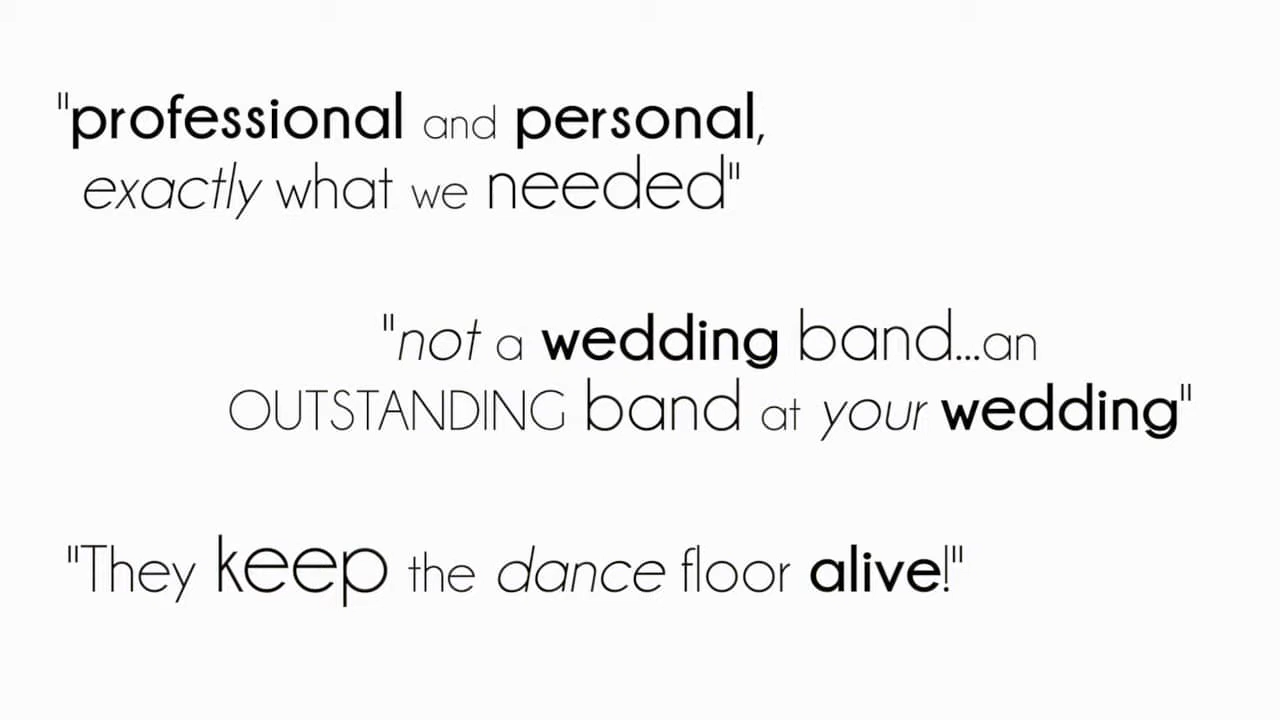 "professional and personal,
exactly what we needed"
"not a wedding band...an
OUTSTANDING band at your wedding"
"They keep the dance floor alive!"